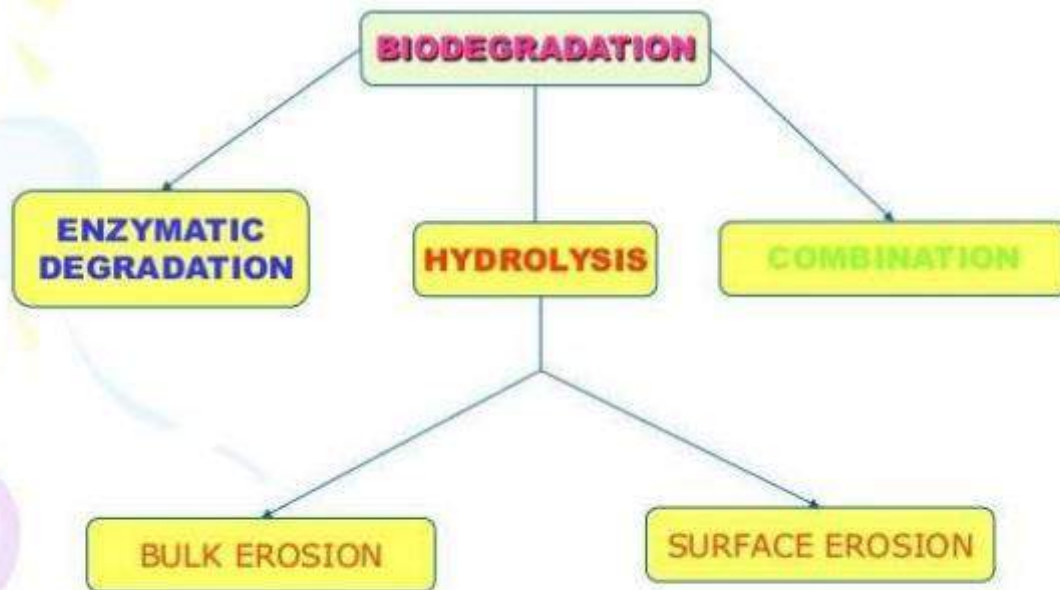 BIODEGRADATION
ENZYMATIC
DEGRADATION
HYDROLYSIS
COMBINATION
BULK EROSION
SURFACE EROSION